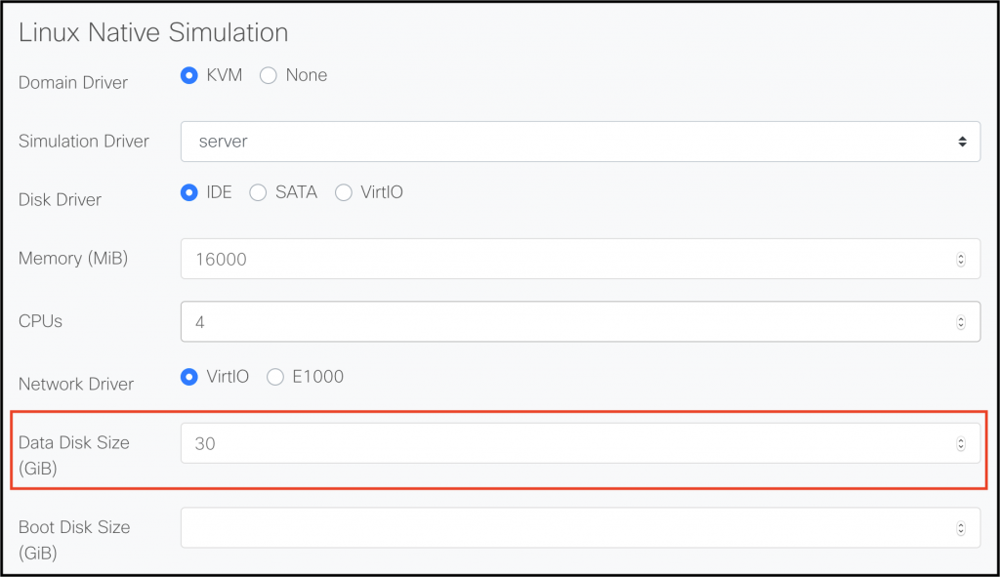 Linux Native Simulation
Domain Driver
KVM None
Simulation Driver
server
Disk Driver
IDE SATA VirtIO
Memory (MiB)
16000
CPUs
4
Network Driver
VirtIO E1000
Data Disk Size
(GiB)
30
Boot Disk Size
(GiB)